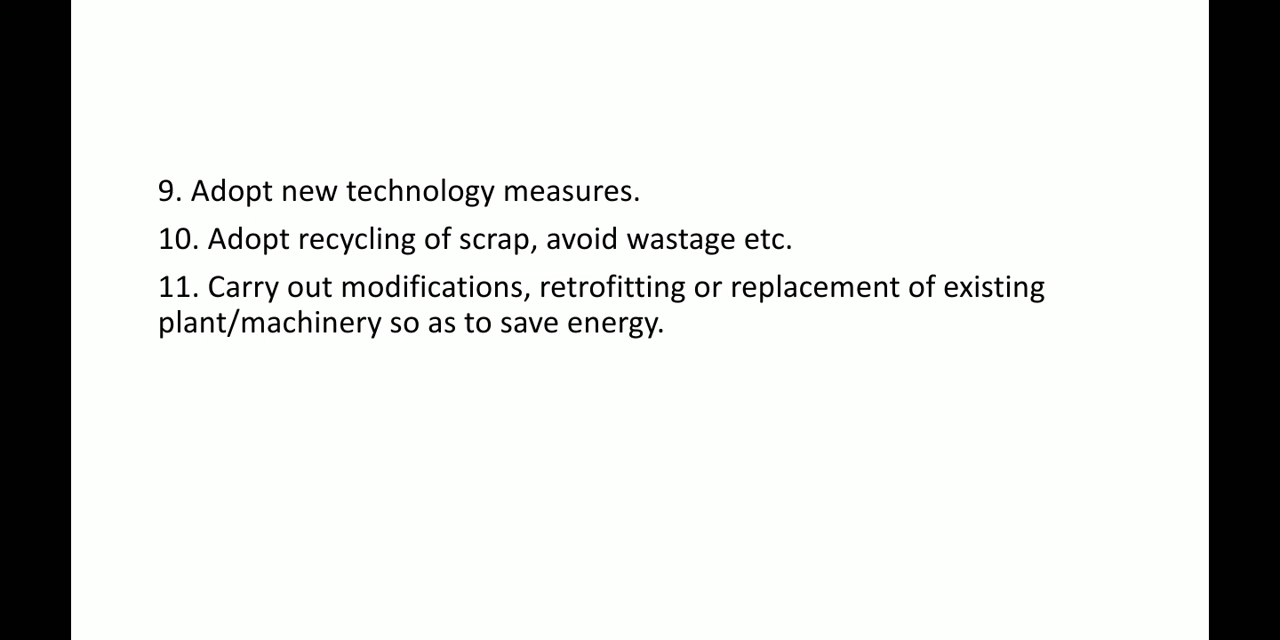 9. Adopt new technology measures.
10. Adopt recycling of scrap, avoid wastage etc.
11. Carry out modifications, retrofitting or replacement of existing
plant/machinery so as to save energy.